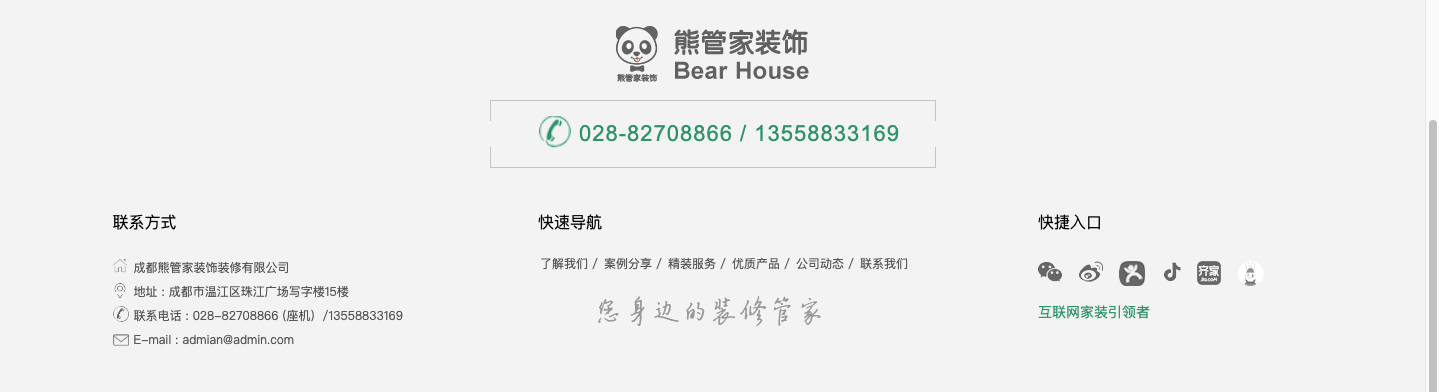 熊管家装饰
熊管家装饰
Bear House
028-82708866 / 13558833169
联系方式
成都熊管家装饰装修有限公司
地址 : 成都市温江区珠江广场写字楼15楼
联系电话 : 028-82708866 (座机) /13558833169
E-mail : admian@admin.com
快速导航
了解我们 / 案例分享 / 精装服务 / 优质产品 / 公司动态 / 联系我们
您身边的装修管家
快捷入口
齐家
互联网家装引领者